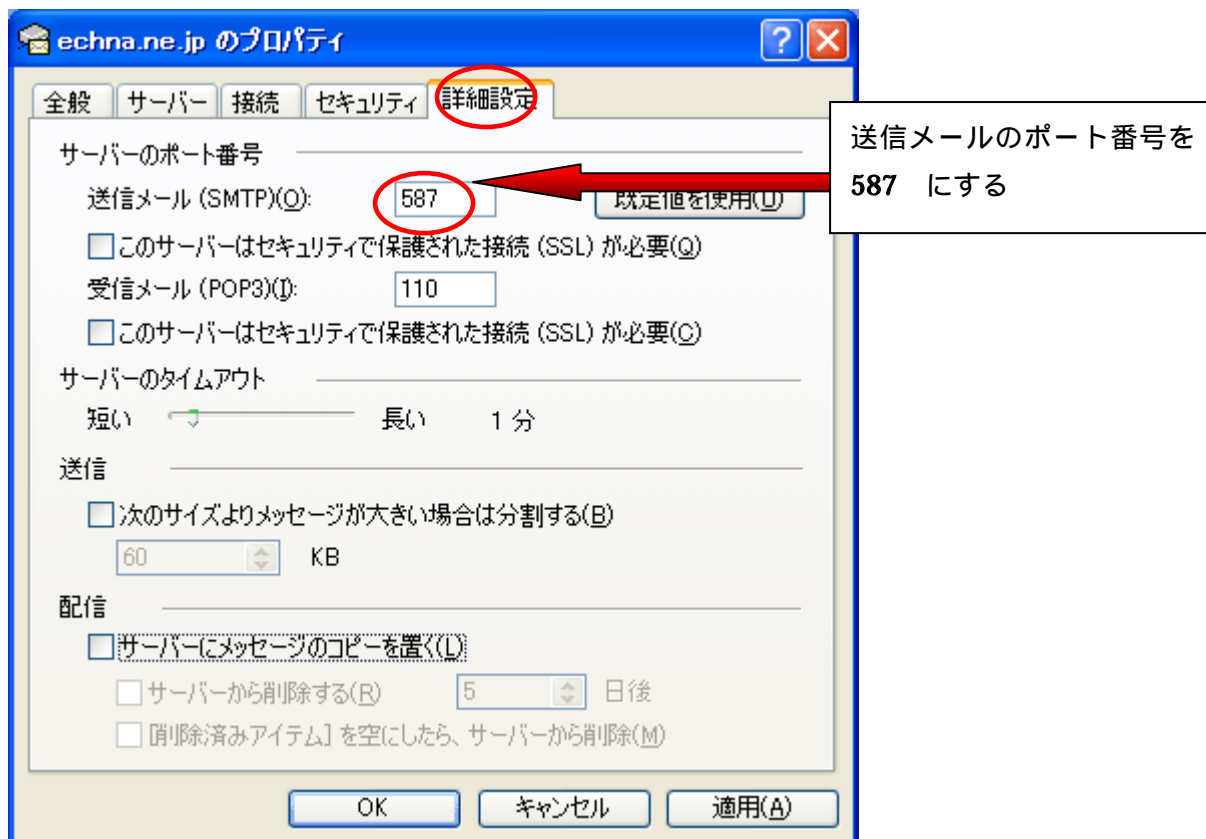 echna.ne.jp のプロパティ
全般 サーバー 接続 セキュリティ 詳細設定
サーバーのポート番号
送信メール (SMTP)(O): 587 既定値を使用(U)
このサーバーはセキュリティで保護された接続 (SSL) が必要(Q)
受信メール (POP3)(I): 110
このサーバーはセキュリティで保護された接続 (SSL) が必要(C)
サーバーのタイムアウト
短い 長い 1 分
送信
次のサイズよりメッセージが大きい場合は分割する(B)
60 KB
配信
サーバーにメッセージのコピーを置く(L)
サーバーから削除する(R) 5 日後
[削除済みアイテム] を空にしたら、サーバーから削除(M)
OK キャンセル 適用(A)
送信メールのポート番号を
587 にする